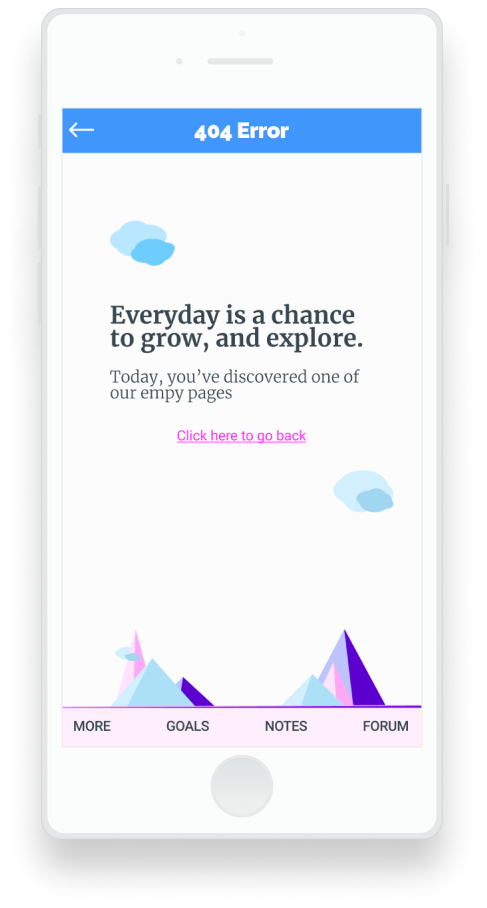 404 Error
Everyday is a chance
to grow, and explore.
Today, you've discovered one of
our empy pages
Click here to go back
MORE GOALS NOTES FORUM